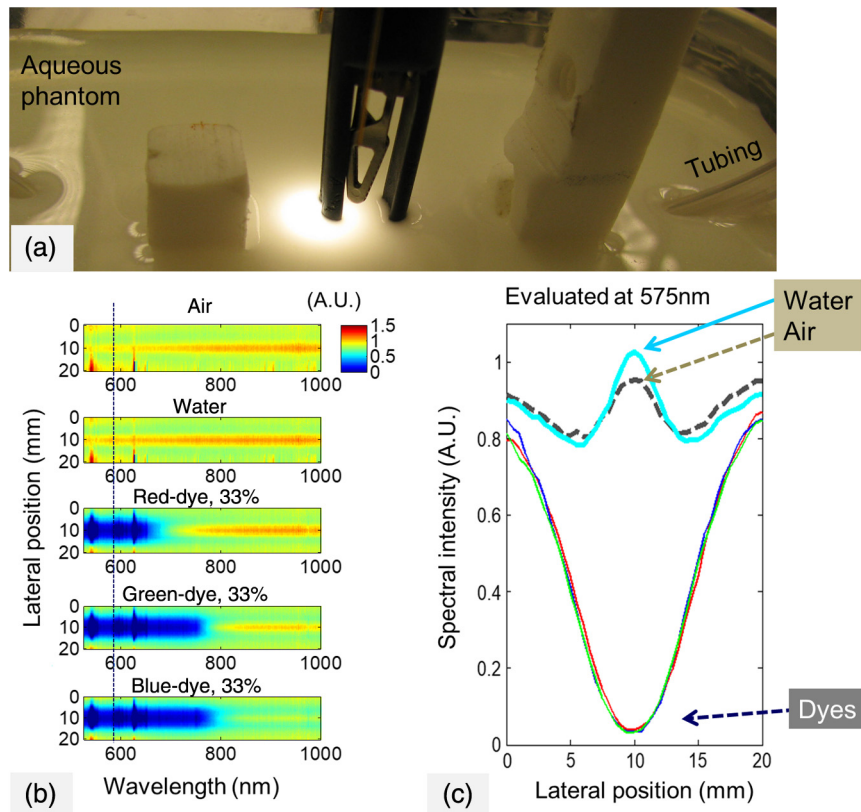 Aqueous
phantom
Tubing
(a)
Air
(A.U.)
1.5
0.5
0
0
10
20
600
800
1000
Water
0
10
20
600
800
1000
Red-dye, 33%
0
10
20
600
800
1000
Green-dye, 33%
0
10
20
600
800
1000
Blue-dye, 33%
0
10
20
600
800
1000
Lateral position (mm)
Wavelength (nm)
(b)
Evaluated at 575nm
Water
Air
1
0.8
0.6
0.4
0.2
0
0
5
10
15
20
Spectral intensity (A.U.)
Lateral position (mm)
Dyes
(c)